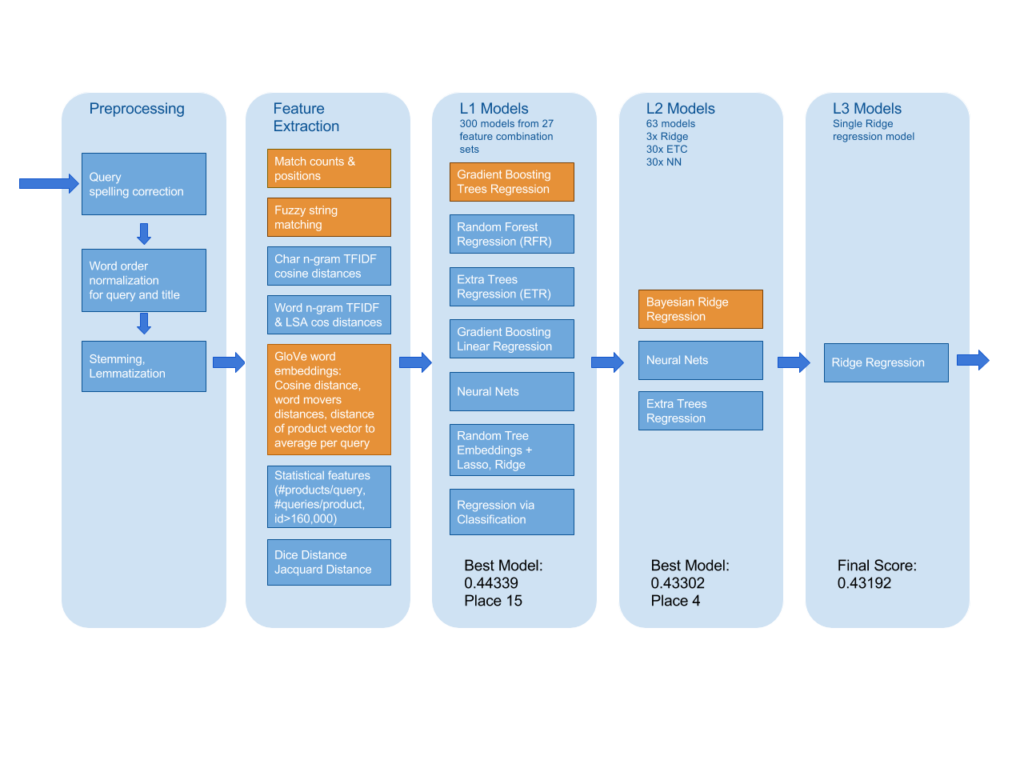 Preprocessing
Query
spelling correction
Word order
normalization
for query and title
Stemming,
Lemmatization
Feature
Extraction
Match counts &
positions
Fuzzy string
matching
Char n-gram TFIDF
cosine distances
Word n-gram TFIDF
& LSA cos distances
GloVe word
embeddings:
Cosine distance,
word movers
distances, distance
of product vector to
average per query
Statistical features
(#products/query,
#queries/product,
id>160,000)
Dice Distance
Jacquard Distance
L1 Models
300 models from 27
feature combination
sets
Gradient Boosting
Trees Regression
Random Forest
Regression (RFR)
Extra Trees
Regression (ETR)
Gradient Boosting
Linear Regression
Neural Nets
Random Tree
Embeddings +
Lasso, Ridge
Regression via
Classification
Best Model:
0.44339
Place 15
L2 Models
63 models
3x Ridge
30x ETC
30x NN
Bayesian Ridge
Regression
Neural Nets
Extra Trees
Regression
Best Model:
0.43302
Place 4
L3 Models
Single Ridge
regression model
Ridge Regression
Final Score:
0.43192